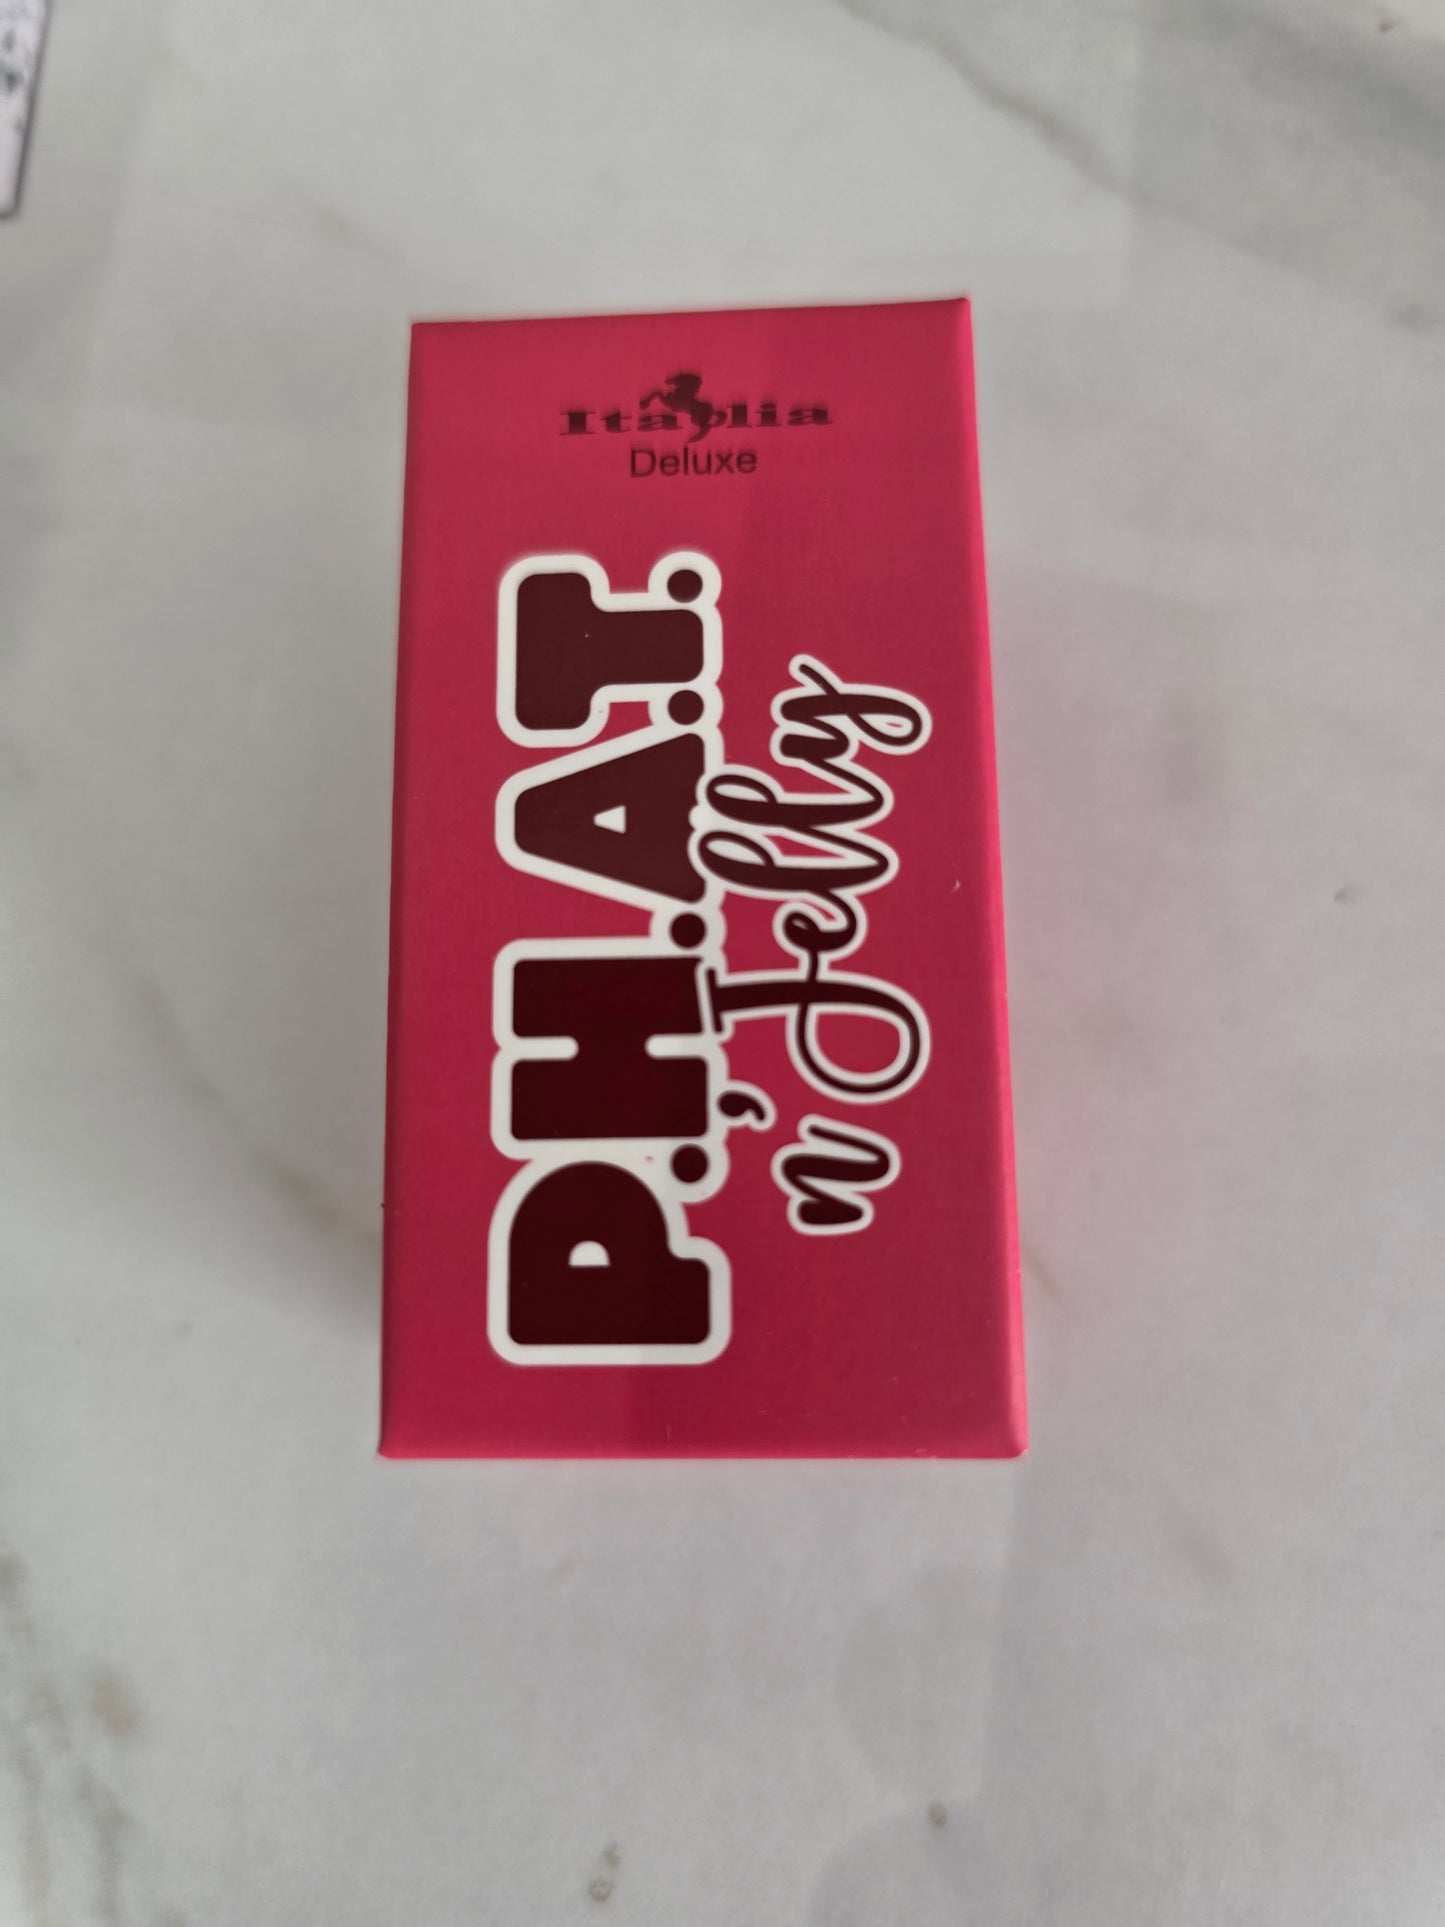 Italia
Deluxe
P.H.A.T.
n' Jelly